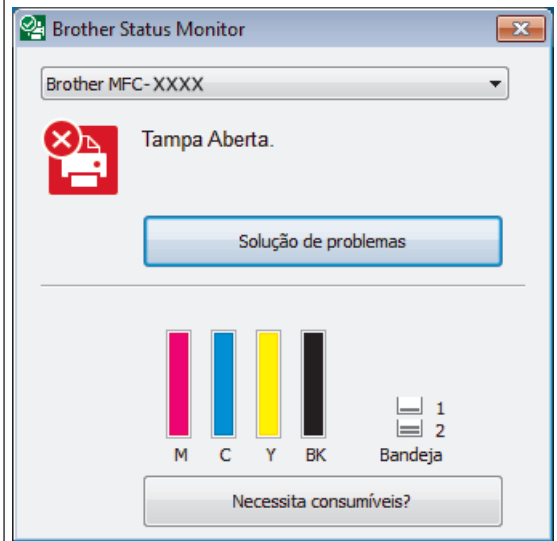 Brother Status Monitor
Brother MFC-XXXX
Tampa Aberta.
Solução de problemas
1
2
M C Y BK Bandeja
Necessita consumíveis?